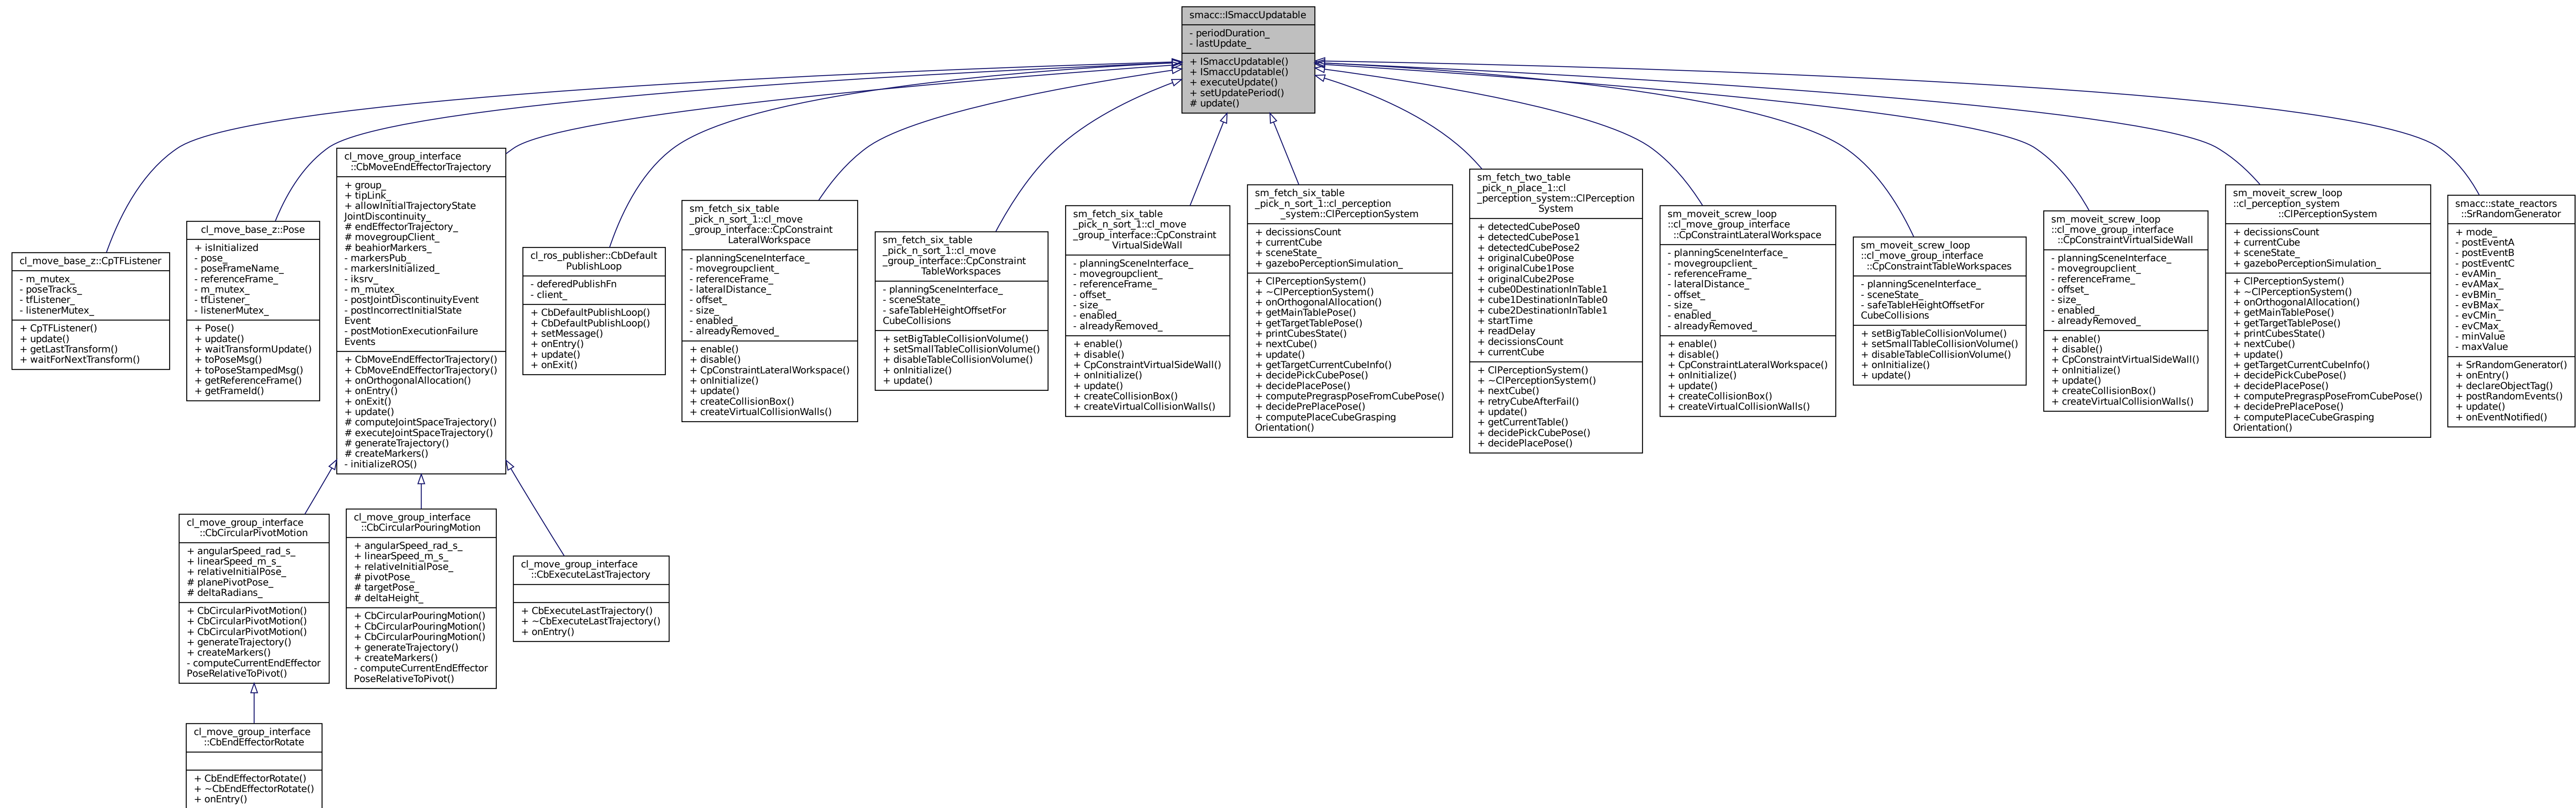 smacc::ISmaccUpdatable
- periodDuration_
- lastUpdate_
+ ISmaccUpdatable()
+ ISmaccUpdatable()
+ executeUpdate()
+ setUpdatePeriod()
# update()
cl_move_base_z::CpTFListener
- m_mutex_
- poseTracks_
- tfListener_
- listenerMutex_
+ CpTFListener()
+ update()
+ getLastTransform()
+ waitForNextTransform()
cl_move_base_z::Pose
+ isInitialized
- pose_
- poseFrameName_
- referenceFrame_
- m_mutex_
- tfListener_
- listenerMutex_
+ Pose()
+ update()
+ waitTransformUpdate()
+ toPoseMsg()
+ toPoseStampedMsg()
+ getReferenceFrame()
+ getFrameId()
cl_move_group_interface
::CbMoveEndEffectorTrajectory
+ group_
+ tipLink_
+ allowInitialTrajectoryState
JointDiscontinuity_
# endEffectorTrajectory_
# movegroupClient_
# beahiorMarkers_
- markersPub_
- markersInitialized_
- iksrv_
- m_mutex_
- postJointDiscontinuityEvent
- postIncorrectInitialState
Event
- postMotionExecutionFailure
Events
+ CbMoveEndEffectorTrajectory()
+ CbMoveEndEffectorTrajectory()
+ onOrthogonalAllocation()
+ onEntry()
+ onExit()
+ update()
# computeJointSpaceTrajectory()
# executeJointSpaceTrajectory()
# generateTrajectory()
# createMarkers()
- initializeROS()
cl_ros_publisher::CbDefault
PublishLoop
- deferedPublishFn
- client_
+ CbDefaultPublishLoop()
+ CbDefaultPublishLoop()
+ setMessage()
+ onEntry()
+ update()
+ onExit()
sm_fetch_six_table
_pick_n_sort_1::cl_move
_group_interface::CpConstraint
LateralWorkspace
- planningSceneInterface_
- movegroupclient_
- referenceFrame_
- lateralDistance_
- offset_
- size_
- enabled_
- alreadyRemoved_
+ enable()
+ disable()
+ CpConstraintLateralWorkspace()
+ onInitialize()
+ update()
+ createCollisionBox()
+ createVirtualCollisionWalls()
sm_fetch_six_table
_pick_n_sort_1::cl_move
_group_interface::CpConstraint
TableWorkspaces
- planningSceneInterface_
- sceneState_
- safeTableHeightOffsetFor
CubeCollisions
+ setBigTableCollisionVolume()
+ setSmallTableCollisionVolume()
+ disableTableCollisionVolume()
+ onInitialize()
+ update()
sm_fetch_six_table
_pick_n_sort_1::cl_move
_group_interface::CpConstraint
VirtualSideWall
- planningSceneInterface_
- movegroupclient_
- referenceFrame_
- offset_
- size_
- enabled_
- alreadyRemoved_
+ enable()
+ disable()
+ CpConstraintVirtualSideWall()
+ onInitialize()
+ update()
+ createCollisionBox()
+ createVirtualCollisionWalls()
sm_fetch_six_table
_pick_n_sort_1::cl_perception
_system::ClPerceptionSystem
+ decissionsCount
+ currentCube
+ sceneState_
+ gazeboPerceptionSimulation_
+ ClPerceptionSystem()
+ ~ClPerceptionSystem()
+ onOrthogonalAllocation()
+ getMainTablePose()
+ getTargetTablePose()
+ printCubesState()
+ nextCube()
+ update()
+ getTargetCurrentCubeInfo()
+ decidePickCubePose()
+ decidePlacePose()
+ computePregraspPoseFromCubePose()
+ decidePrePlacePose()
+ computePlaceCubeGrasping
Orientation()
sm_fetch_two_table
_pick_n_place_1::cl
_perception_system::ClPerception
System
+ detectedCubePose0
+ detectedCubePose1
+ detectedCubePose2
+ originalCube0Pose
+ originalCube1Pose
+ originalCube2Pose
+ cube0DestinationInTable1
+ cube1DestinationInTable0
+ cube2DestinationInTable1
+ startTime
+ readDelay
+ decissionsCount
+ currentCube
+ ClPerceptionSystem()
+ ~ClPerceptionSystem()
+ nextCube()
+ retryCubeAfterFail()
+ update()
+ getCurrentTable()
+ decidePickCubePose()
+ decidePlacePose()
sm_moveit_screw_loop
::cl_move_group_interface
::CpConstraintLateralWorkspace
- planningSceneInterface_
- movegroupclient_
- referenceFrame_
- lateralDistance_
- offset_
- size_
- enabled_
- alreadyRemoved_
+ enable()
+ disable()
+ CpConstraintLateralWorkspace()
+ onInitialize()
+ update()
+ createCollisionBox()
+ createVirtualCollisionWalls()
sm_moveit_screw_loop
::cl_move_group_interface
::CpConstraintTableWorkspaces
- planningSceneInterface_
- sceneState_
- safeTableHeightOffsetFor
CubeCollisions
+ setBigTableCollisionVolume()
+ setSmallTableCollisionVolume()
+ disableTableCollisionVolume()
+ onInitialize()
+ update()
sm_moveit_screw_loop
::cl_move_group_interface
::CpConstraintVirtualSideWall
- planningSceneInterface_
- movegroupclient_
- referenceFrame_
- offset_
- size_
- enabled_
- alreadyRemoved_
+ enable()
+ disable()
+ CpConstraintVirtualSideWall()
+ onInitialize()
+ update()
+ createCollisionBox()
+ createVirtualCollisionWalls()
sm_moveit_screw_loop
::cl_perception_system
::ClPerceptionSystem
+ decissionsCount
+ currentCube
+ sceneState_
+ gazeboPerceptionSimulation_
+ ClPerceptionSystem()
+ ~ClPerceptionSystem()
+ onOrthogonalAllocation()
+ getMainTablePose()
+ getTargetTablePose()
+ printCubesState()
+ nextCube()
+ update()
+ getTargetCurrentCubeInfo()
+ decidePickCubePose()
+ decidePlacePose()
+ computePregraspPoseFromCubePose()
+ decidePrePlacePose()
+ computePlaceCubeGrasping
Orientation()
smacc::state_reactors
::SrRandomGenerator
+ mode_
- postEventA
- postEventB
- postEventC
- evAMin_
- evAMax_
- evBMin_
- evBMax_
- evCMin_
- evCMax_
- minValue
- maxValue
+ SrRandomGenerator()
+ onEntry()
+ declareObjectTag()
+ postRandomEvents()
+ update()
+ onEventNotified()
cl_move_group_interface
::CbCircularPivotMotion
+ angularSpeed_rad_s_
+ linearSpeed_m_s_
+ relativeInitialPose_
# planePivotPose_
# deltaRadians_
+ CbCircularPivotMotion()
+ CbCircularPivotMotion()
+ CbCircularPivotMotion()
+ generateTrajectory()
+ createMarkers()
- computeCurrentEndEffector
PoseRelativeToPivot()
cl_move_group_interface
::CbCircularPouringMotion
+ angularSpeed_rad_s_
+ linearSpeed_m_s_
+ relativeInitialPose_
# pivotPose_
# targetPose_
# deltaHeight_
+ CbCircularPouringMotion()
+ CbCircularPouringMotion()
+ CbCircularPouringMotion()
+ generateTrajectory()
+ createMarkers()
- computeCurrentEndEffector
PoseRelativeToPivot()
cl_move_group_interface
::CbExecuteLastTrajectory
+ CbExecuteLastTrajectory()
+ ~CbExecuteLastTrajectory()
+ onEntry()
cl_move_group_interface
::CbEndEffectorRotate
+ CbEndEffectorRotate()
+ ~CbEndEffectorRotate()
+ onEntry()